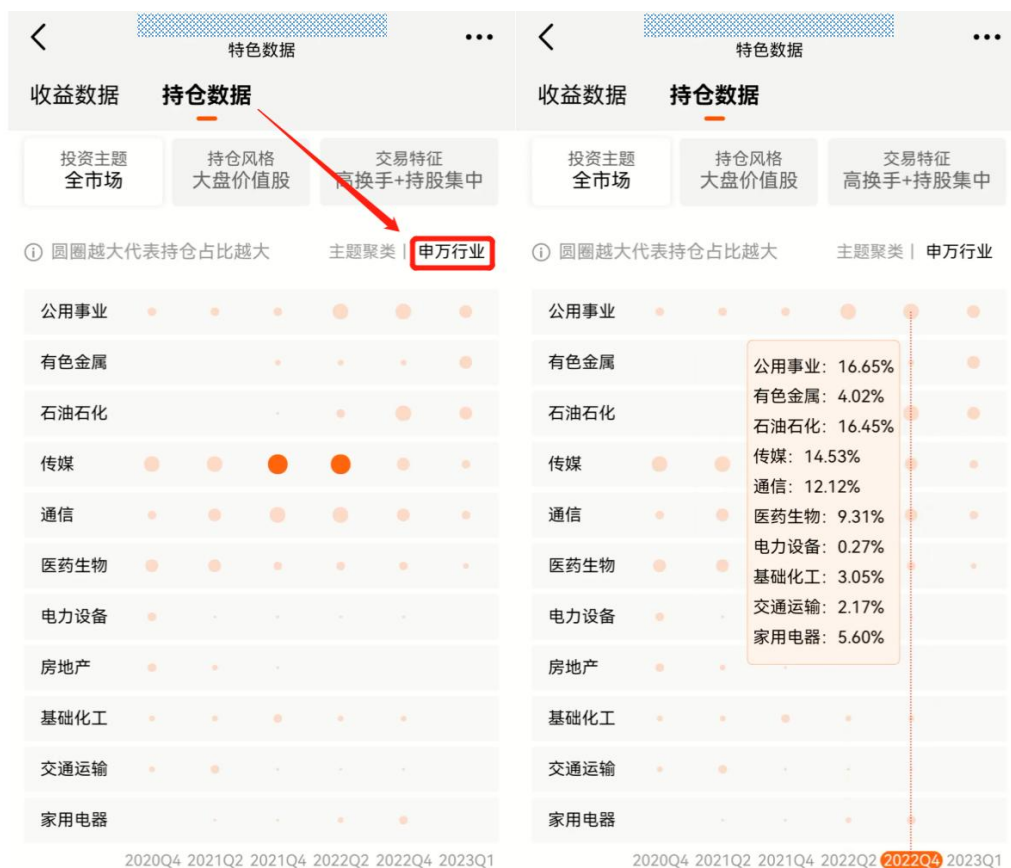 特色数据
收益数据 持仓数据
投资主题 持仓风格 交易特征
全市场 大盘价值股 高换手+持股集中
圆圈越大代表持仓占比越大 主题聚类 | 申万行业
公用事业
有色金属
石油石化
传媒
通信
医药生物
电力设备
房地产
基础化工
交通运输
家用电器
2020Q4 2021Q2 2021Q4 2022Q2 2022Q4 2023Q1
特色数据
收益数据 持仓数据
投资主题 持仓风格 交易特征
全市场 大盘价值股 高换手+持股集中
圆圈越大代表持仓占比越大 主题聚类 | 申万行业
公用事业
有色金属
石油石化
传媒
通信
医药生物
电力设备
房地产
基础化工
交通运输
家用电器
公用事业：16.65%
有色金属：4.02%
石油石化：16.45%
传媒：14.53%
通信：12.12%
医药生物：9.31%
电力设备：0.27%
基础化工：3.05%
交通运输：2.17%
家用电器：5.60%
2020Q4 2021Q2 2021Q4 2022Q2 2022Q4 2023Q1